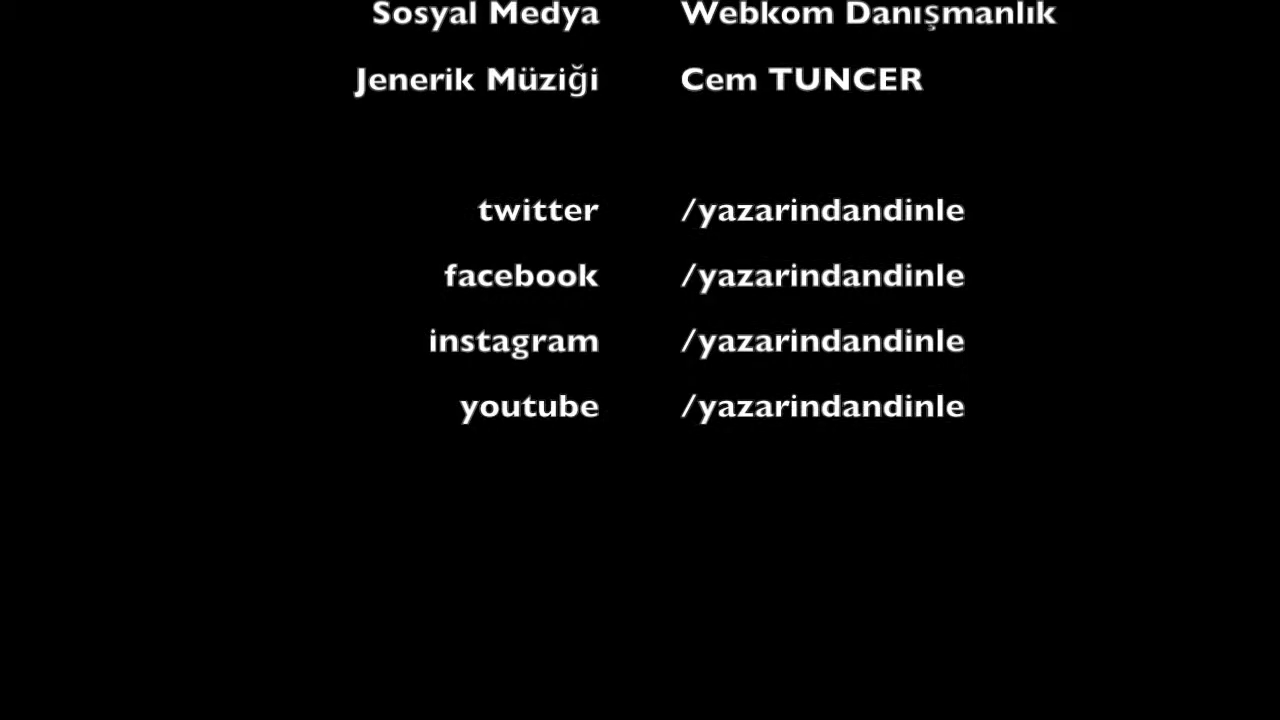 Sosyal Medya Webkom Danışmanlık
Jenerik Müziği Cem TUNCER
twitter /yazarindandinle
facebook /yazarindandinle
instagram /yazarindandinle
youtube /yazarindandinle